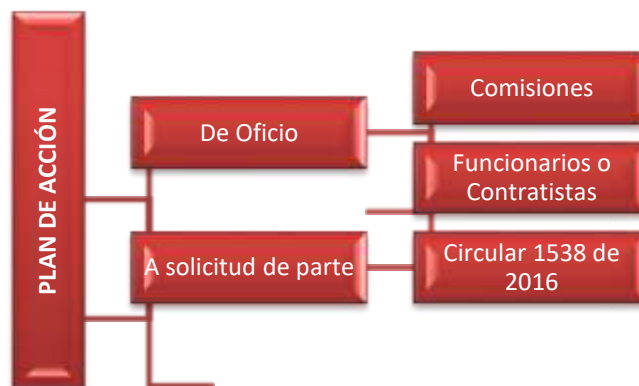 PLAN DE ACCIÓN
De Oficio
A solicitud de parte
Comisiones
Funcionarios o
Contratistas
Circular 1538 de
2016